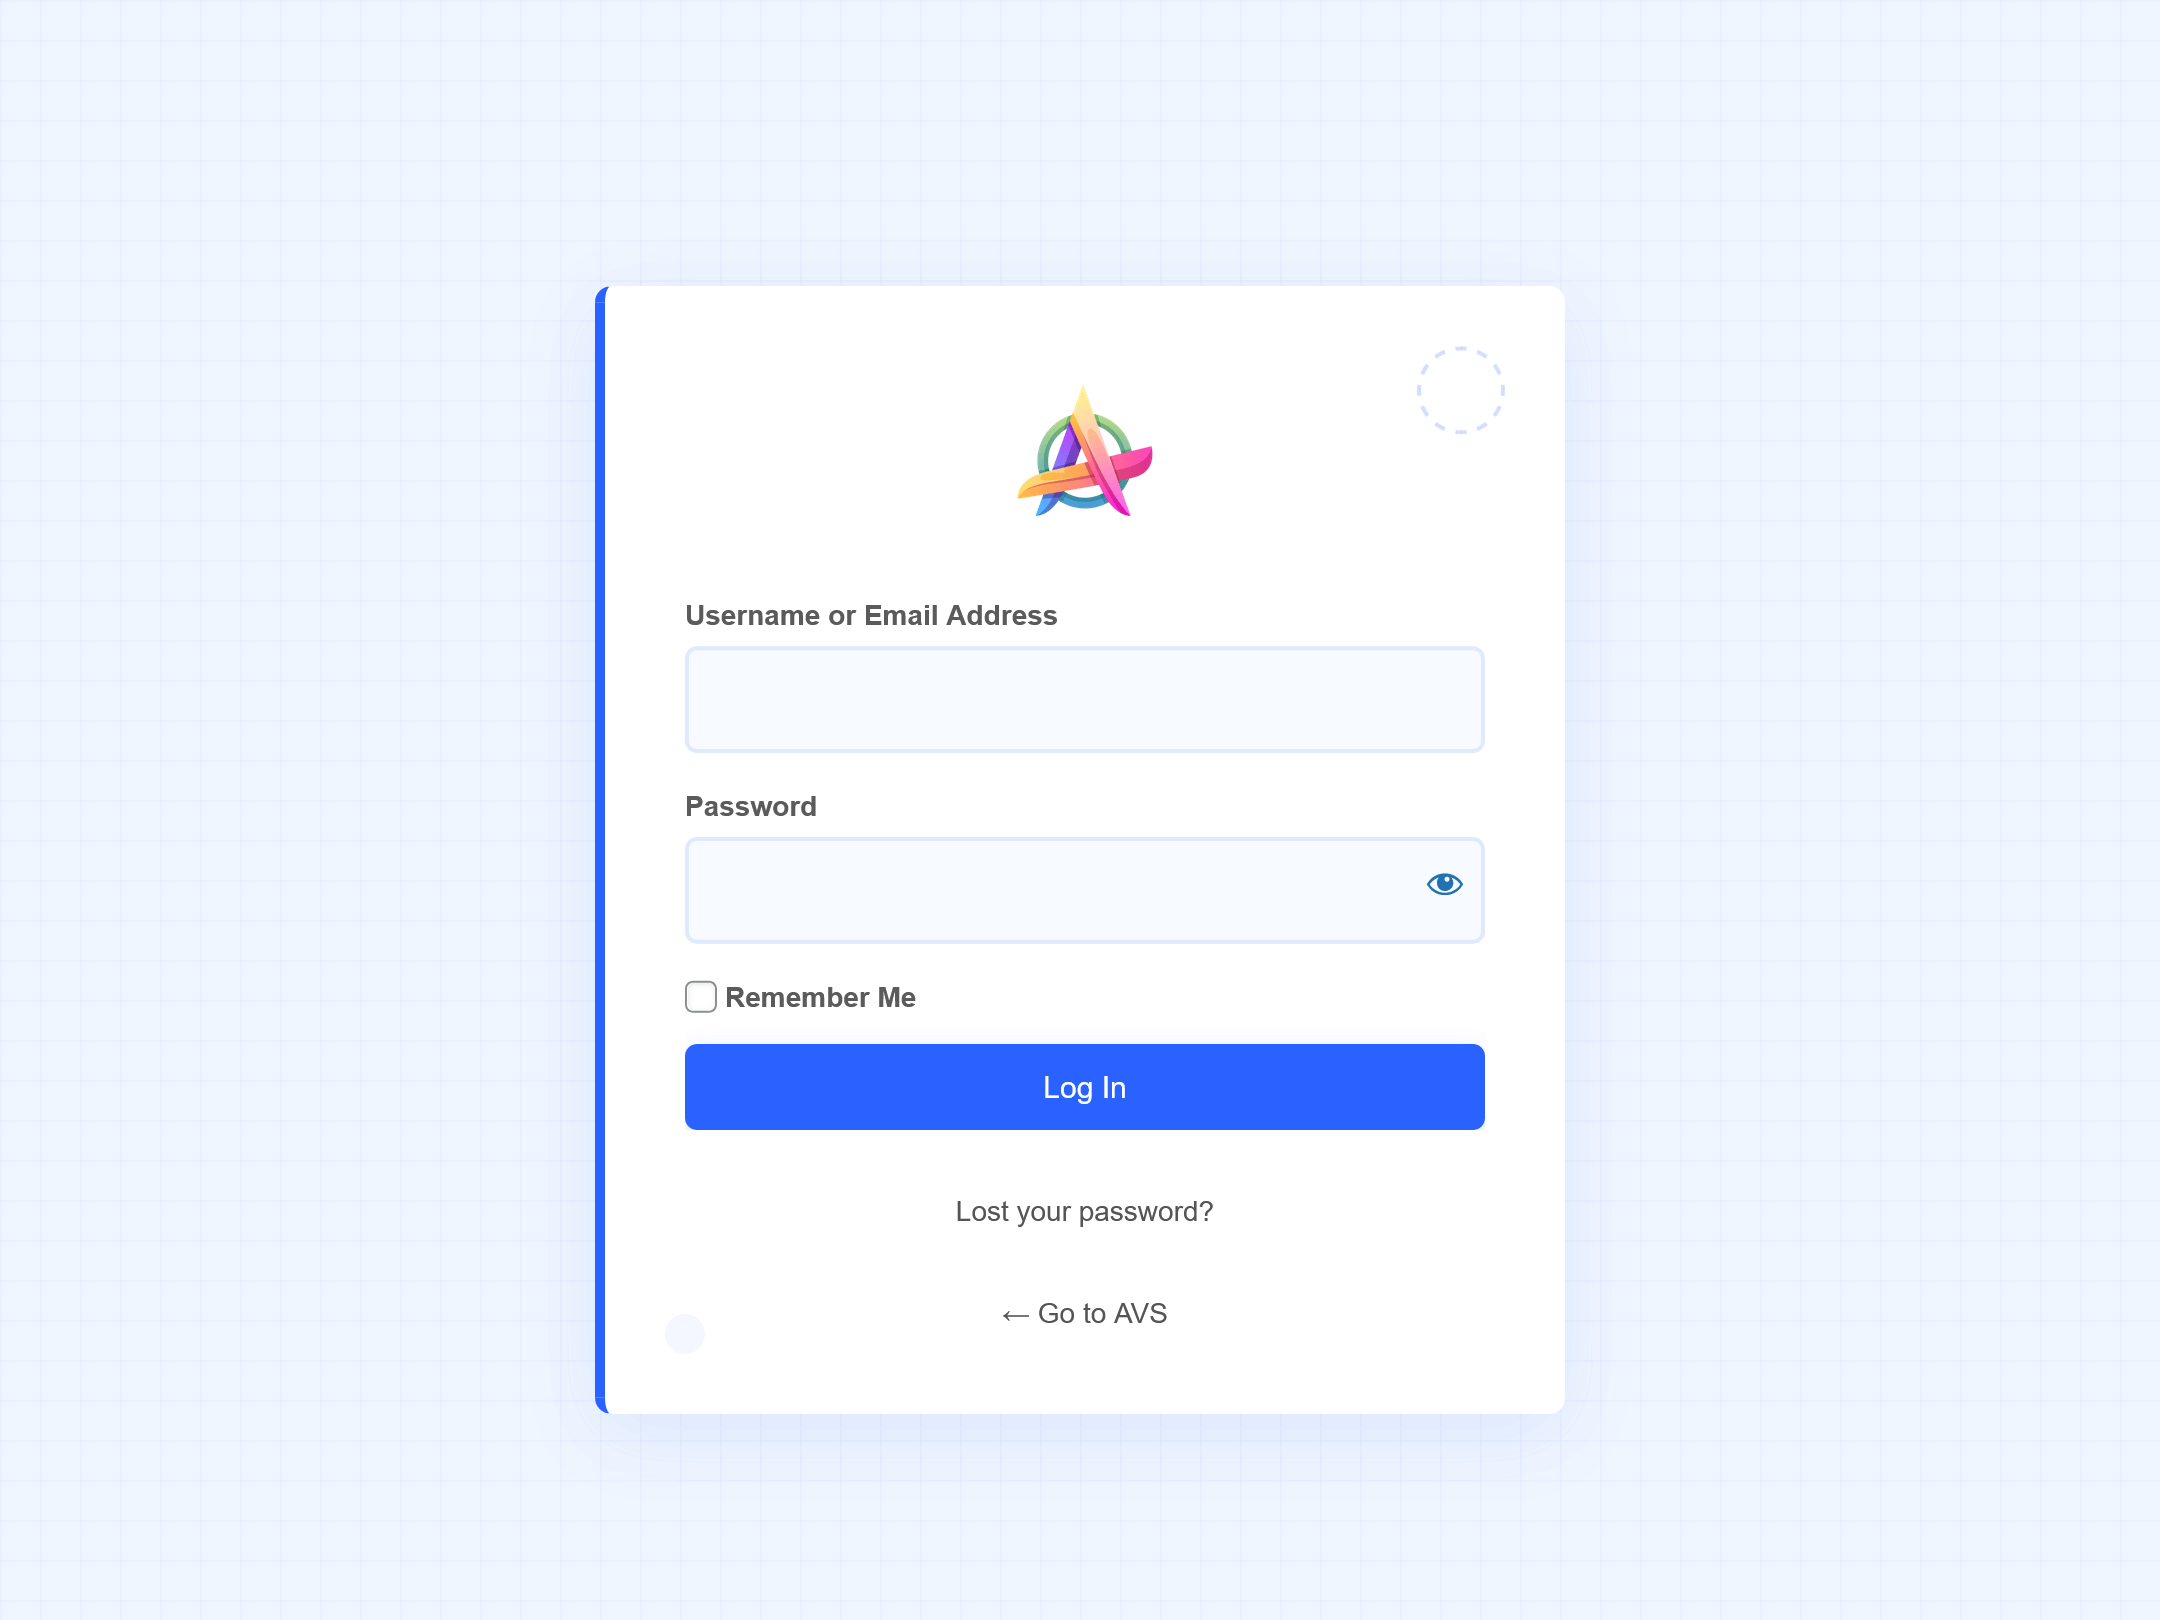 Username or Email Address
Password
Remember Me
Log In
Lost your password?
← Go to AVS